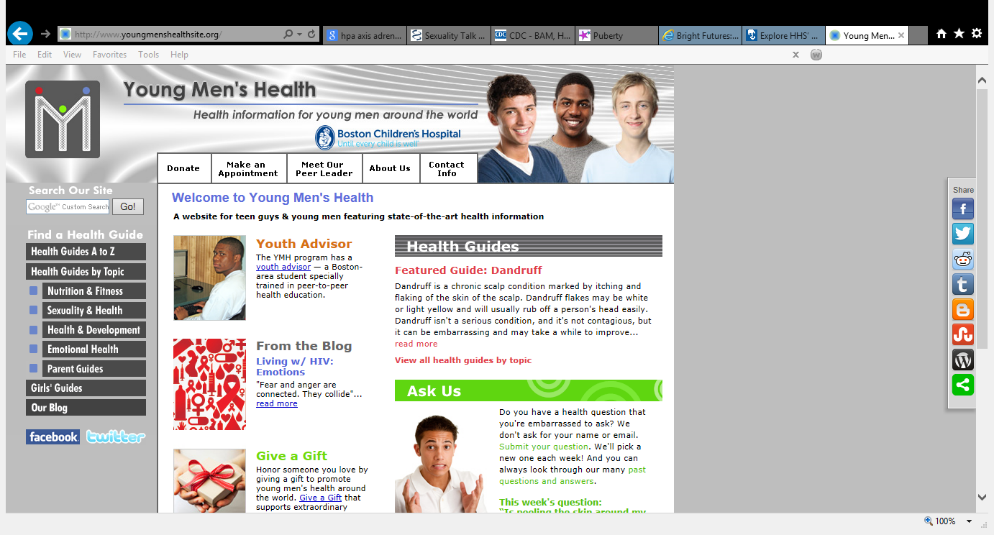 http://www.youngmenshealthsite.org/
hpa axis adren...
Sexuality Talk ...
CDC - BAM, H...
Puberty
Bright Futures:...
Explore HHS' ...
Young Men...
File Edit View Favorites Tools Help
Young Men's Health
Health information for young men around the world
Boston Children's Hospital
Until every child is well
Donate
Make an
Appointment
Meet Our
Peer Leader
About Us
Contact
Info
Search Our Site
Google™ Custom Search
Go!
Find a Health Guide
Health Guides A to Z
Health Guides by Topic
Nutrition & Fitness
Sexuality & Health
Health & Development
Emotional Health
Parent Guides
Girls' Guides
Our Blog
facebook
twitter
Welcome to Young Men's Health
A website for teen guys & young men featuring state-of-the-art health information
Youth Advisor
The YMH program has a
youth advisor — a Boston-
area student specially
trained in peer-to-peer
health education.
From the Blog
Living w/ HIV:
Emotions
"Fear and anger are
connected. They collide"...
read more
Give a Gift
Honor someone you love by
giving a gift to promote
young men's health around
the world. Give a Gift that
supports extraordinary
Health Guides
Featured Guide: Dandruff
Dandruff is a chronic scalp condition marked by itching and
flaking of the skin of the scalp. Dandruff flakes may be white
or light yellow and will usually rub off a person's head easily.
Dandruff isn't a serious condition, and it's not contagious, but
it can be embarrassing and may take a while to improve...
read more
View all health guides by topic
Ask Us
Do you have a health question that
you're embarrassed to ask? We
don't ask for your name or email.
Submit your question. We'll pick a
new one each week! And you can
always look through our many past
questions and answers.
This week's question:
"Is peeling the skin around my
Share
100%